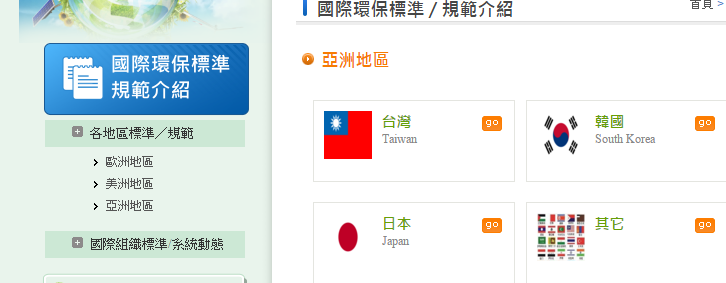 國際環保標準
規範介紹
各地區標準／規範
歐洲地區
美洲地區
亞洲地區
國際組織標準/系統動態
國際環保標準 / 規範介紹
首頁 >
亞洲地區
台灣
Taiwan
go
韓國
South Korea
go
日本
Japan
go
其它
go